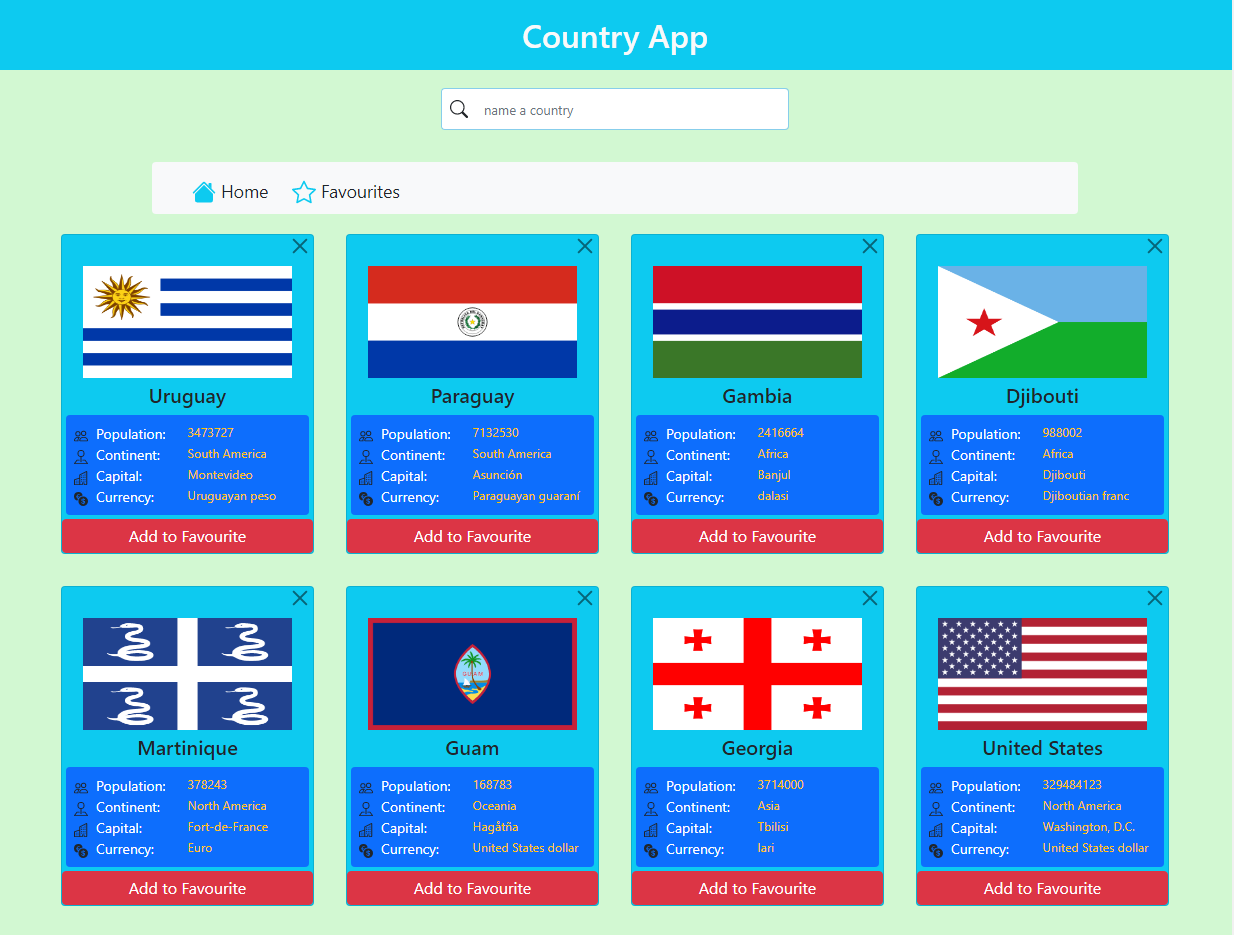 Country App
name a country
Home Favourites
Uruguay
Population: 3473727
Continent: South America
Capital: Montevideo
Currency: Uruguayan peso
Add to Favourite
Paraguay
Population: 7132530
Continent: South America
Capital: Asunción
Currency: Paraguayan guaraní
Add to Favourite
Gambia
Population: 2416664
Continent: Africa
Capital: Banjul
Currency: dalasi
Add to Favourite
Djibouti
Population: 988002
Continent: Africa
Capital: Djibouti
Currency: Djiboutian franc
Add to Favourite
Martinique
Population: 378243
Continent: North America
Capital: Fort-de-France
Currency: Euro
Add to Favourite
GUAM
Guam
Population: 168783
Continent: Oceania
Capital: Hagåtña
Currency: United States dollar
Add to Favourite
Georgia
Population: 3714000
Continent: Asia
Capital: Tbilisi
Currency: lari
Add to Favourite
United States
Population: 329484123
Continent: North America
Capital: Washington, D.C.
Currency: United States dollar
Add to Favourite